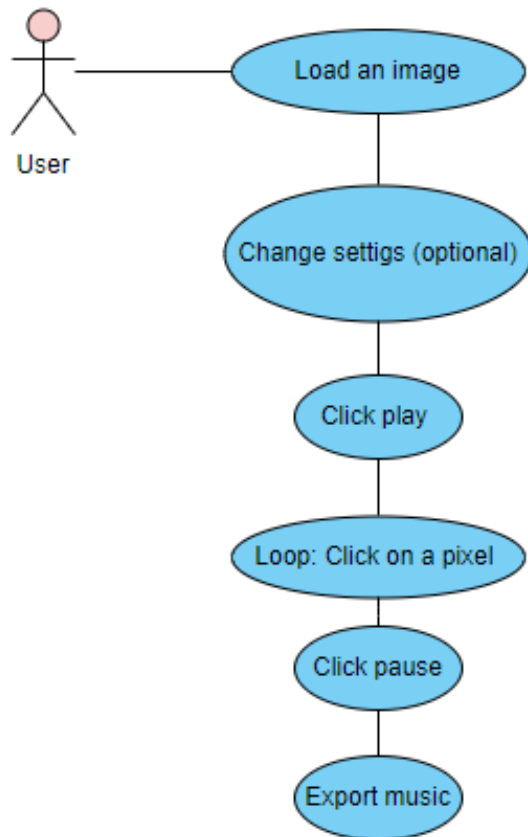 Load an image
User
Change settigs (optional)
Click play
Loop: Click on a pixel
Click pause
Export music